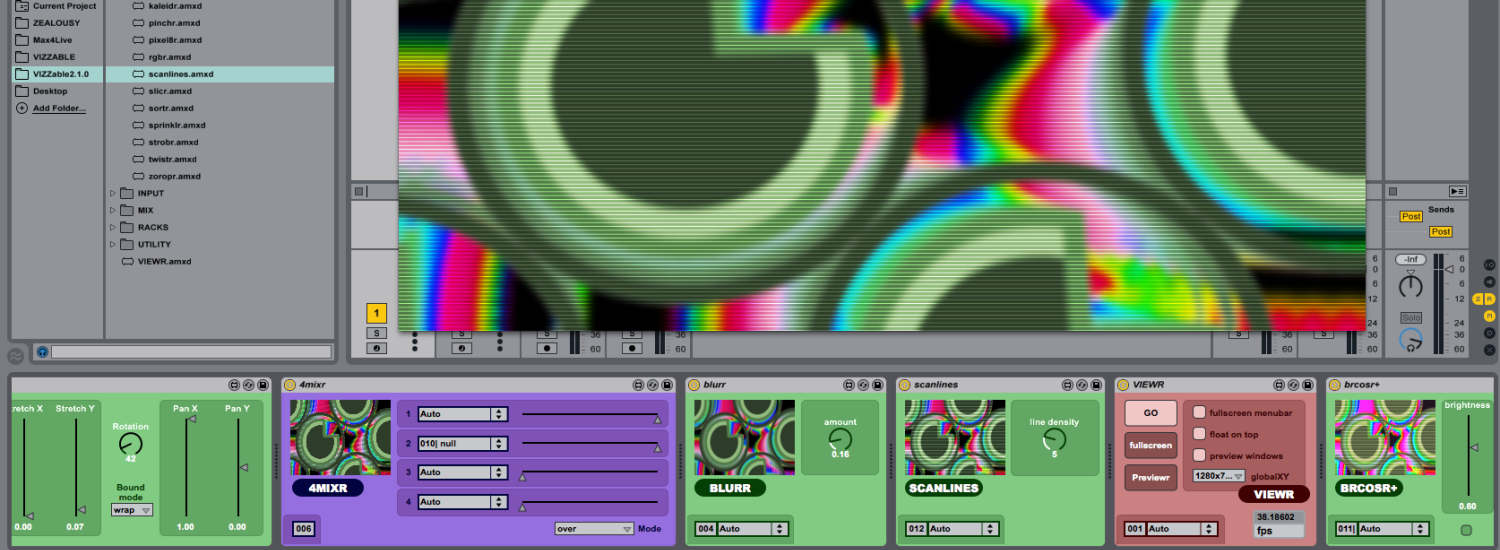 Current Project
ZEALOUSY
Max4Live
VIZZABLE
VIZZable2.1.0
Desktop
Add Folder...
kaleidr.amxd
pinchr.amxd
pixel8r.amxd
rgbr.amxd
scanlines.amxd
slicr.amxd
sortr.amxd
sprinklr.amxd
strobr.amxd
twistr.amxd
zoropr.amxd
INPUT
MIX
RACKS
UTILITY
VIEWR.amxd
1
S
S
S
S
S
36
60
36
60
36
60
36
60
Sends
Post
Post
-Inf
6
0
6
12
24
36
60
6
0
6
12
24
36
60
Solo
S R
M
D
X
retch X Stretch Y
Rotation
42
Bound
mode
wrap
0.00 0.07
Pan X Pan Y
1.00 0.00
4mixr
4MIXR
006
1 Auto
2 010| null
3 Auto
4 Auto
over Mode
blurr
BLURR
amount
0.16
004 Auto
scanlines
SCANLINES
line density
5
012 Auto
VIEWR
GO
fullscreen
Previewr
fullscreen menubar
float on top
preview windows
1280x7... globalXY
VIEWR
001 Auto
38.18602
fps
brcosr+
BRCOSR+
brightness
0.60
011| Auto